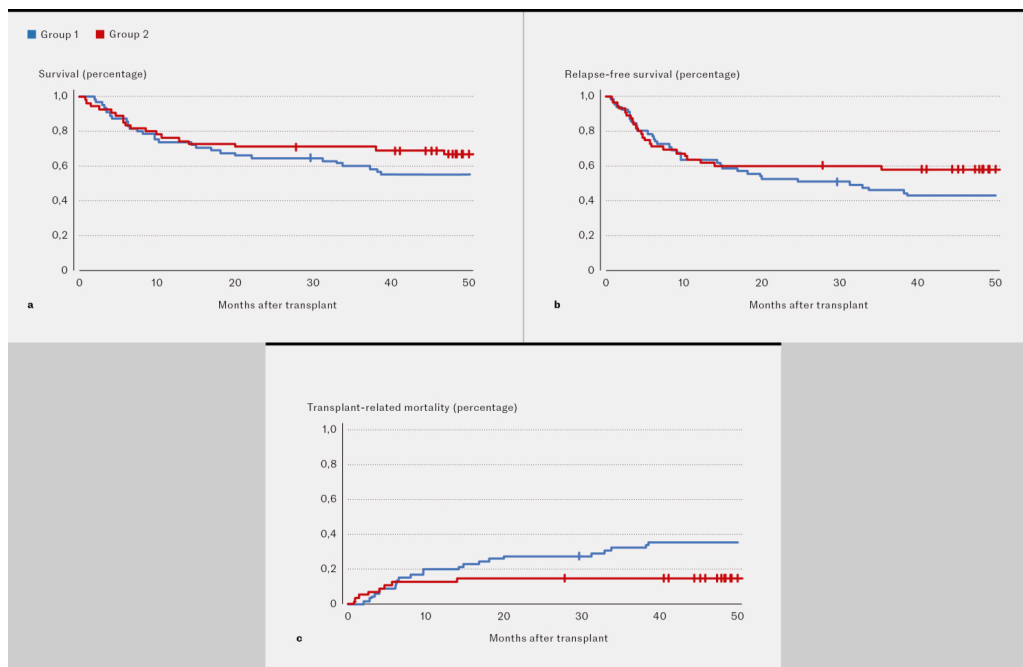 Group 1 Group 2
Survival (percentage)
1,0
0,8
0,6
0,4
0,2
0
0 10 20 30 40 50
a Months after transplant
Relapse-free survival (percentage)
1,0
0,8
0,6
0,4
0,2
0
0 10 20 30 40 50
b Months after transplant
Transplant-related mortality (percentage)
1,0
0,8
0,6
0,4
0,2
0
0 10 20 30 40 50
c Months after transplant